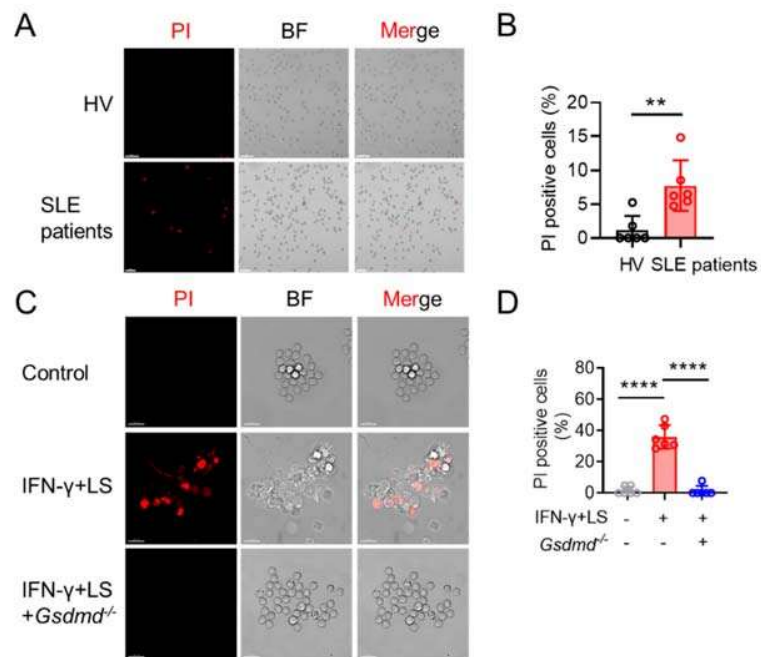 A
PI BF Merge
HV
SLE
patients
B
PI positive cells (%)
20
15
10
5
0
**
HV SLE patients
C
PI BF Merge
Control
IFN-γ+LS
IFN-γ+LS
+Gsdmd-/-
D
PI positive cells
(%)
80
60
40
20
0
**** ****
IFN-γ+LS - + +
Gsdmd-/- - - +